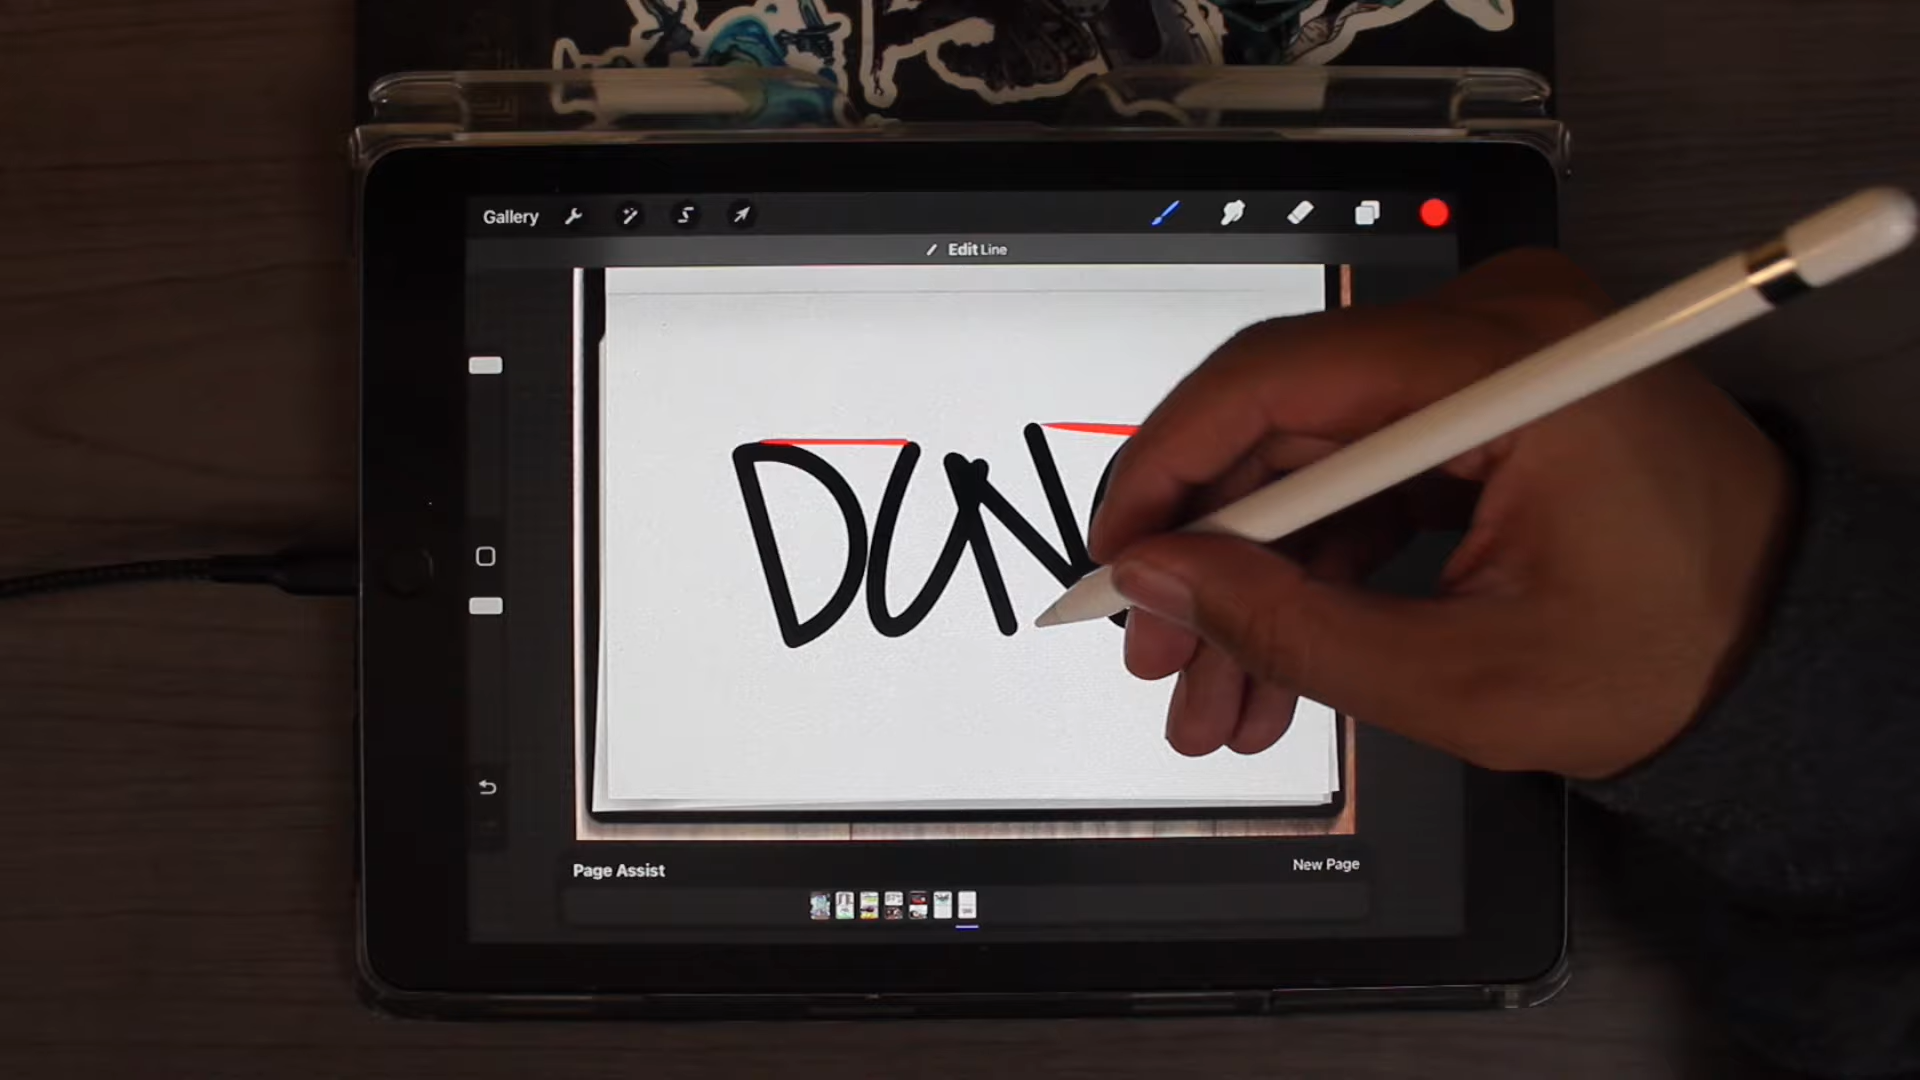 Gallery
Edit Line
DUN
Page Assist
New Page